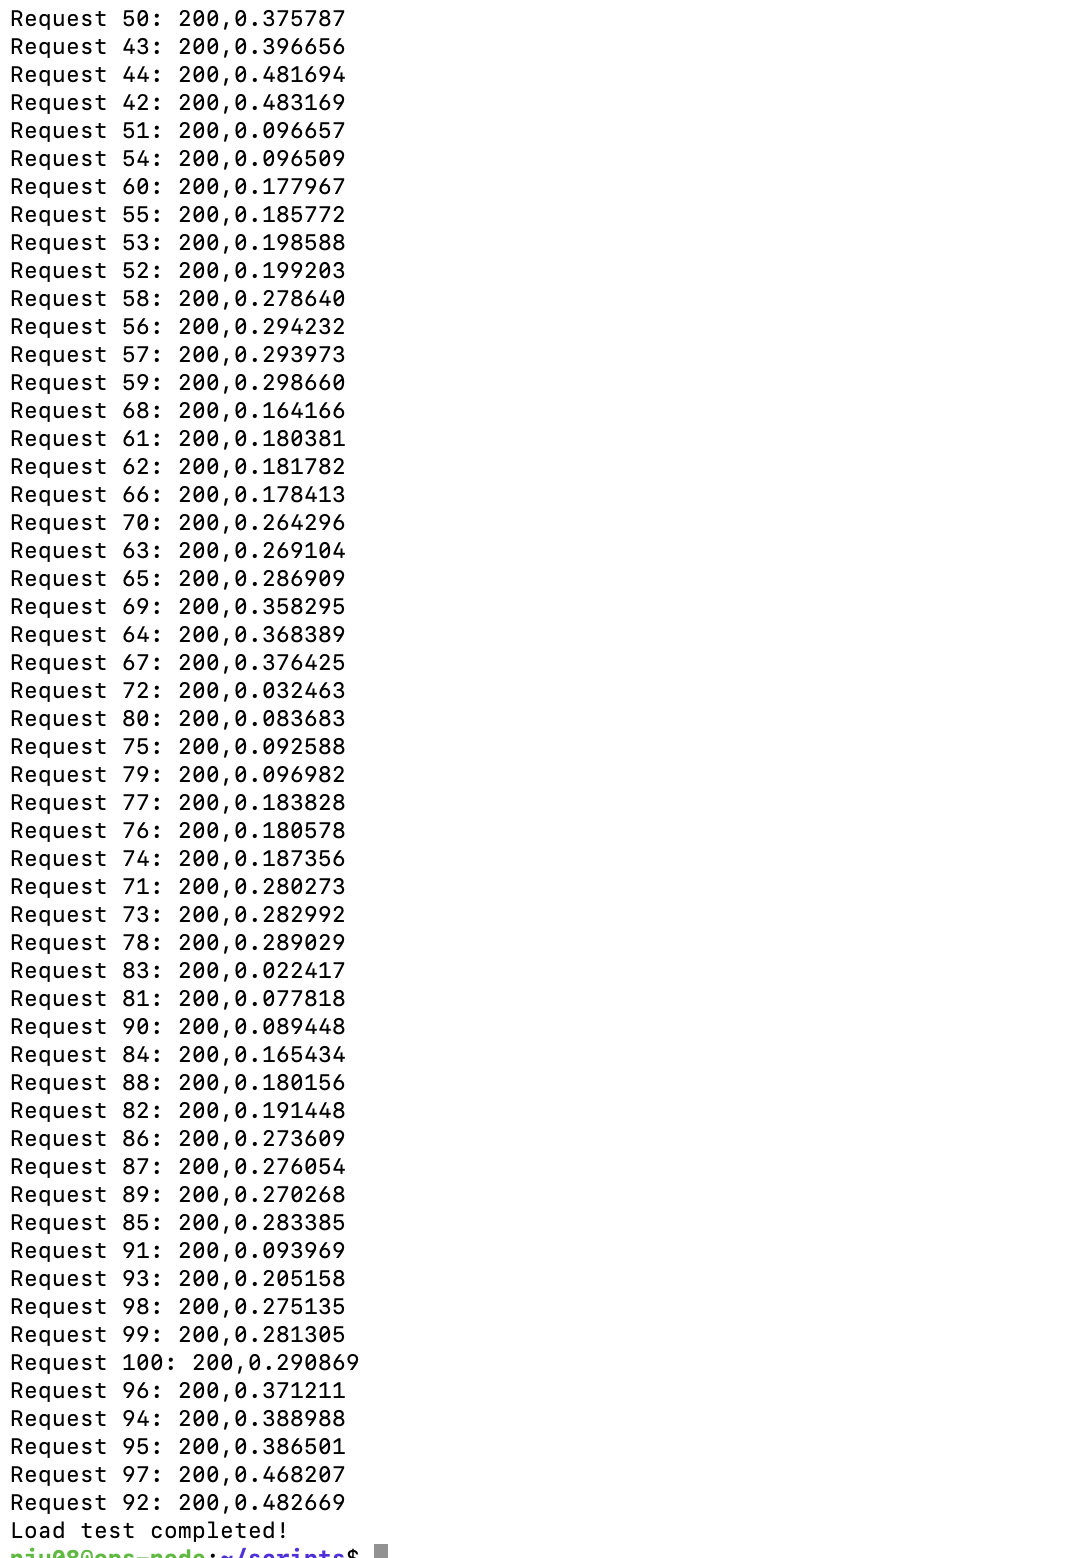 Request 50: 200,0.375787
Request 43: 200,0.396656
Request 44: 200,0.481694
Request 42: 200,0.483169
Request 51: 200,0.096657
Request 54: 200,0.096509
Request 60: 200,0.177967
Request 55: 200,0.185772
Request 53: 200,0.198588
Request 52: 200,0.199203
Request 58: 200,0.278640
Request 56: 200,0.294232
Request 57: 200,0.293973
Request 59: 200,0.298660
Request 68: 200,0.164166
Request 61: 200,0.180381
Request 62: 200,0.181782
Request 66: 200,0.178413
Request 70: 200,0.264296
Request 63: 200,0.269104
Request 65: 200,0.286909
Request 69: 200,0.358295
Request 64: 200,0.368389
Request 67: 200,0.376425
Request 72: 200,0.032463
Request 80: 200,0.083683
Request 75: 200,0.092588
Request 79: 200,0.096982
Request 77: 200,0.183828
Request 76: 200,0.180578
Request 74: 200,0.187356
Request 71: 200,0.280273
Request 73: 200,0.282992
Request 78: 200,0.289029
Request 83: 200,0.022417
Request 81: 200,0.077818
Request 90: 200,0.089448
Request 84: 200,0.165434
Request 88: 200,0.180156
Request 82: 200,0.191448
Request 86: 200,0.273609
Request 87: 200,0.276054
Request 89: 200,0.270268
Request 85: 200,0.283385
Request 91: 200,0.093969
Request 93: 200,0.205158
Request 98: 200,0.275135
Request 99: 200,0.281305
Request 100: 200,0.290869
Request 96: 200,0.371211
Request 94: 200,0.388988
Request 95: 200,0.386501
Request 97: 200,0.468207
Request 92: 200,0.482669
Load test completed!
:~/scripts$